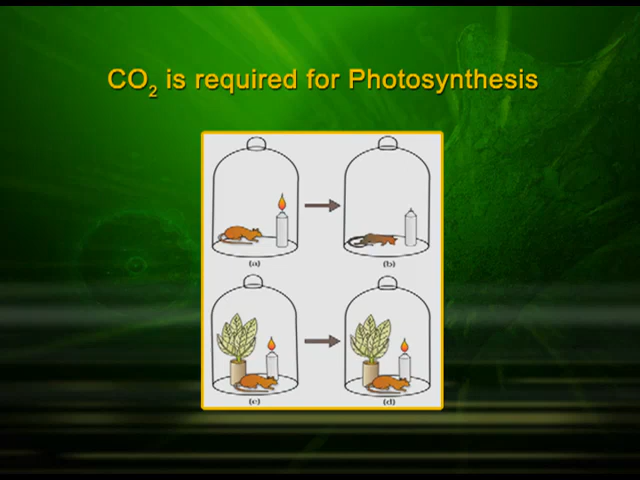 CO₂ is required for Photosynthesis
(a)
(b)
(c)
(d)